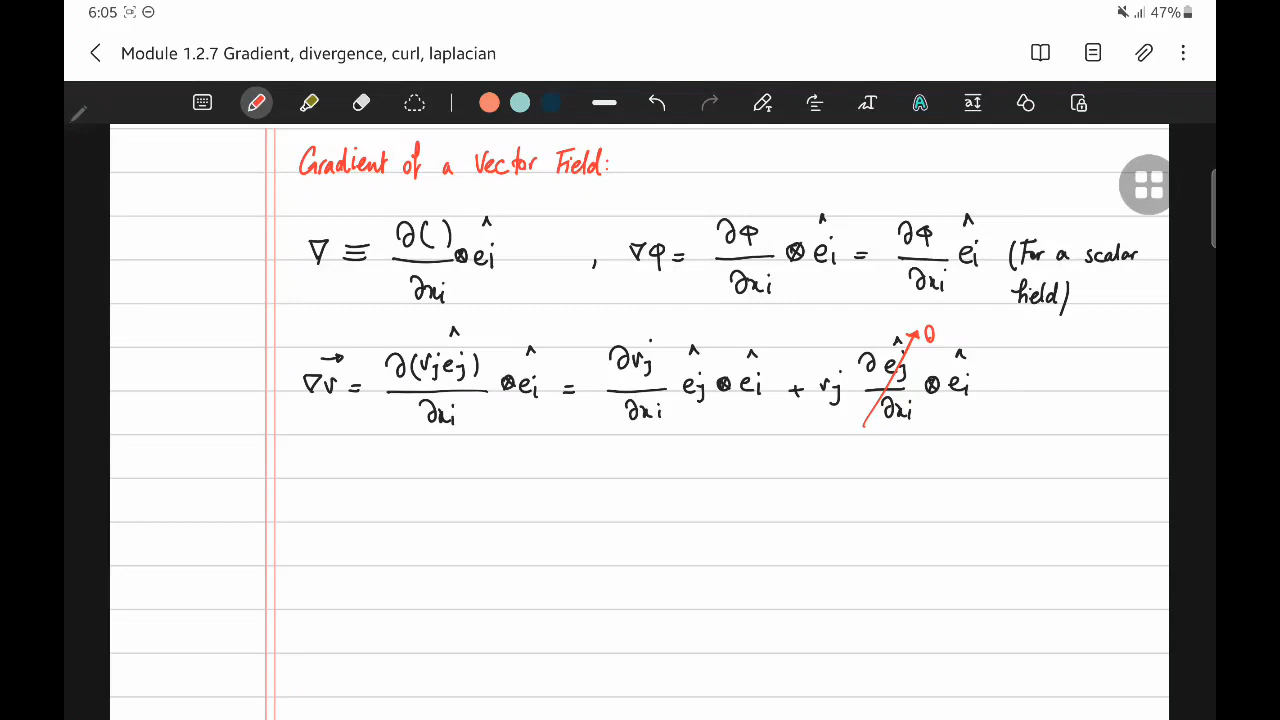 6:05 47%
Module 1.2.7 Gradient, divergence, curl, laplacian
Gradient of a Vector Field:
∇ ≡ ∂( )/∂xi ⊗ êi , ∇φ = ∂φ/∂xi ⊗ êi = ∂φ/∂xi êi (For a scalar
field)
∇v⃗ = ∂(vj êj)/∂xi ⊗ êi = ∂vj/∂xi êj ⊗ êi + vj ∂êj/∂xi ⊗ êi 0